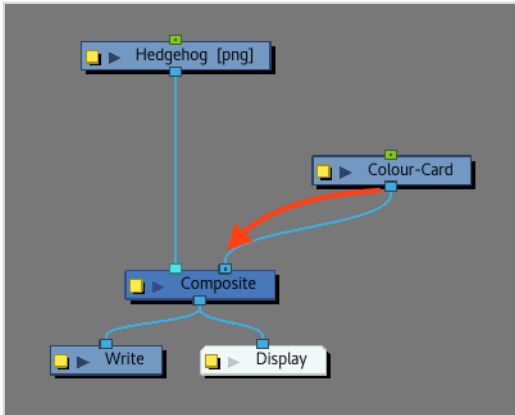 Hedgehog [png]
Colour-Card
Composite
Write
Display